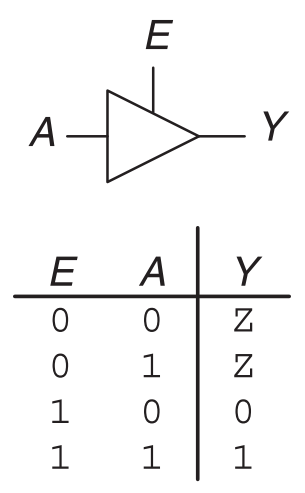 E
A Y
E A Y
0 0 Z
0 1 Z
1 0 0
1 1 1